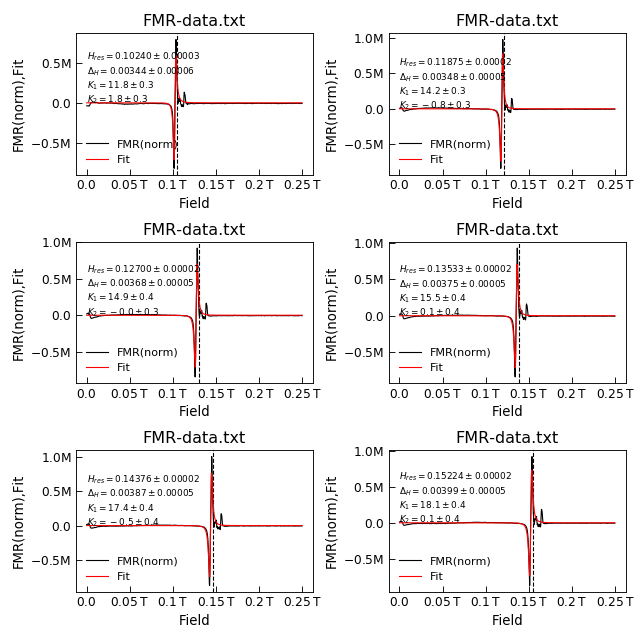 FMR-data.txt
FMR(norm),Fit
0.5M
0.0
−0.5M
H_res = 0.10240 ± 0.00003
Δ_H = 0.00344 ± 0.00006
K_1 = 11.8 ± 0.3
K_2 = 1.8 ± 0.3
FMR(norm)
Fit
0.0 0.05 T 0.1 T 0.15 T 0.2 T 0.25 T
Field
FMR-data.txt
FMR(norm),Fit
1.0M
0.5M
0.0
−0.5M
H_res = 0.11875 ± 0.00002
Δ_H = 0.00348 ± 0.00005
K_1 = 14.2 ± 0.3
K_2 = −0.8 ± 0.3
FMR(norm)
Fit
0.0 0.05 T 0.1 T 0.15 T 0.2 T 0.25 T
Field
FMR-data.txt
FMR(norm),Fit
1.0M
0.5M
0.0
−0.5M
H_res = 0.12700 ± 0.00002
Δ_H = 0.00368 ± 0.00005
K_1 = 14.9 ± 0.4
K_2 = −0.0 ± 0.3
FMR(norm)
Fit
0.0 0.05 T 0.1 T 0.15 T 0.2 T 0.25 T
Field
FMR-data.txt
FMR(norm),Fit
1.0M
0.5M
0.0
−0.5M
H_res = 0.13533 ± 0.00002
Δ_H = 0.00375 ± 0.00005
K_1 = 15.5 ± 0.4
K_2 = 0.1 ± 0.4
FMR(norm)
Fit
0.0 0.05 T 0.1 T 0.15 T 0.2 T 0.25 T
Field
FMR-data.txt
FMR(norm),Fit
1.0M
0.5M
0.0
−0.5M
H_res = 0.14376 ± 0.00002
Δ_H = 0.00387 ± 0.00005
K_1 = 17.4 ± 0.4
K_2 = −0.5 ± 0.4
FMR(norm)
Fit
0.0 0.05 T 0.1 T 0.15 T 0.2 T 0.25 T
Field
FMR-data.txt
FMR(norm),Fit
1.0M
0.5M
0.0
−0.5M
H_res = 0.15224 ± 0.00002
Δ_H = 0.00399 ± 0.00005
K_1 = 18.1 ± 0.4
K_2 = 0.1 ± 0.4
FMR(norm)
Fit
0.0 0.05 T 0.1 T 0.15 T 0.2 T 0.25 T
Field